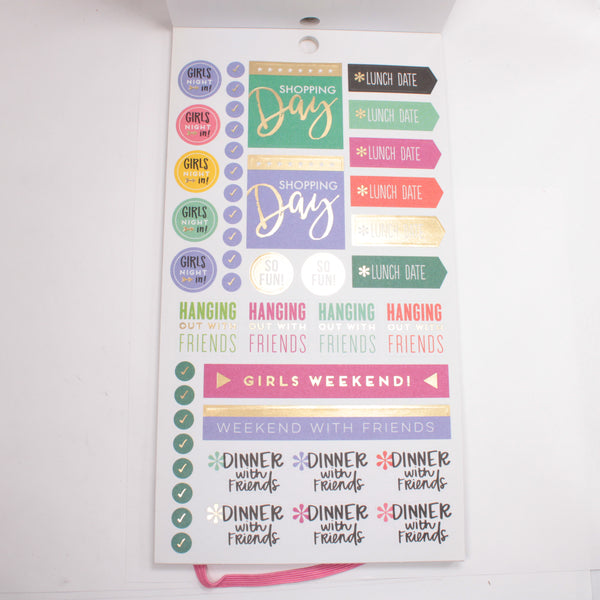 GIRLS
NIGHT
in!
GIRLS
NIGHT
in!
GIRLS
NIGHT
in!
GIRLS
NIGHT
in!
GIRLS
NIGHT
in!
SHOPPING
Day
SHOPPING
Day
SO
FUN!
SO
FUN!
*LUNCH DATE
*LUNCH DATE
*LUNCH DATE
*LUNCH DATE
*LUNCH DATE
*LUNCH DATE
HANGING
OUT WITH
FRIENDS
HANGING
OUT WITH
FRIENDS
HANGING
OUT WITH
FRIENDS
HANGING
OUT WITH
FRIENDS
GIRLS WEEKEND!
WEEKEND WITH FRIENDS
*DINNER
with
Friends
*DINNER
with
Friends
*DINNER
with
Friends
*DINNER
with
Friends
*DINNER
with
Friends
*DINNER
with
Friends